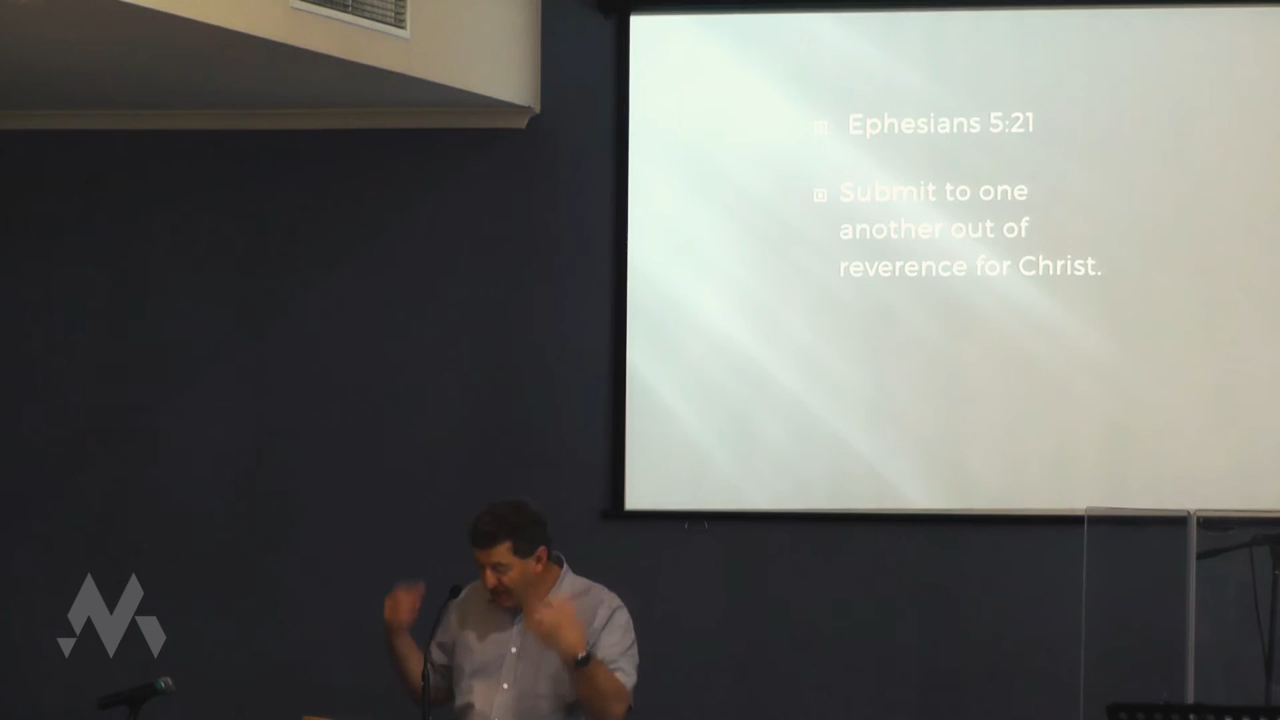 Ephesians 5:21
Submit to one
another out of
reverence for Christ.